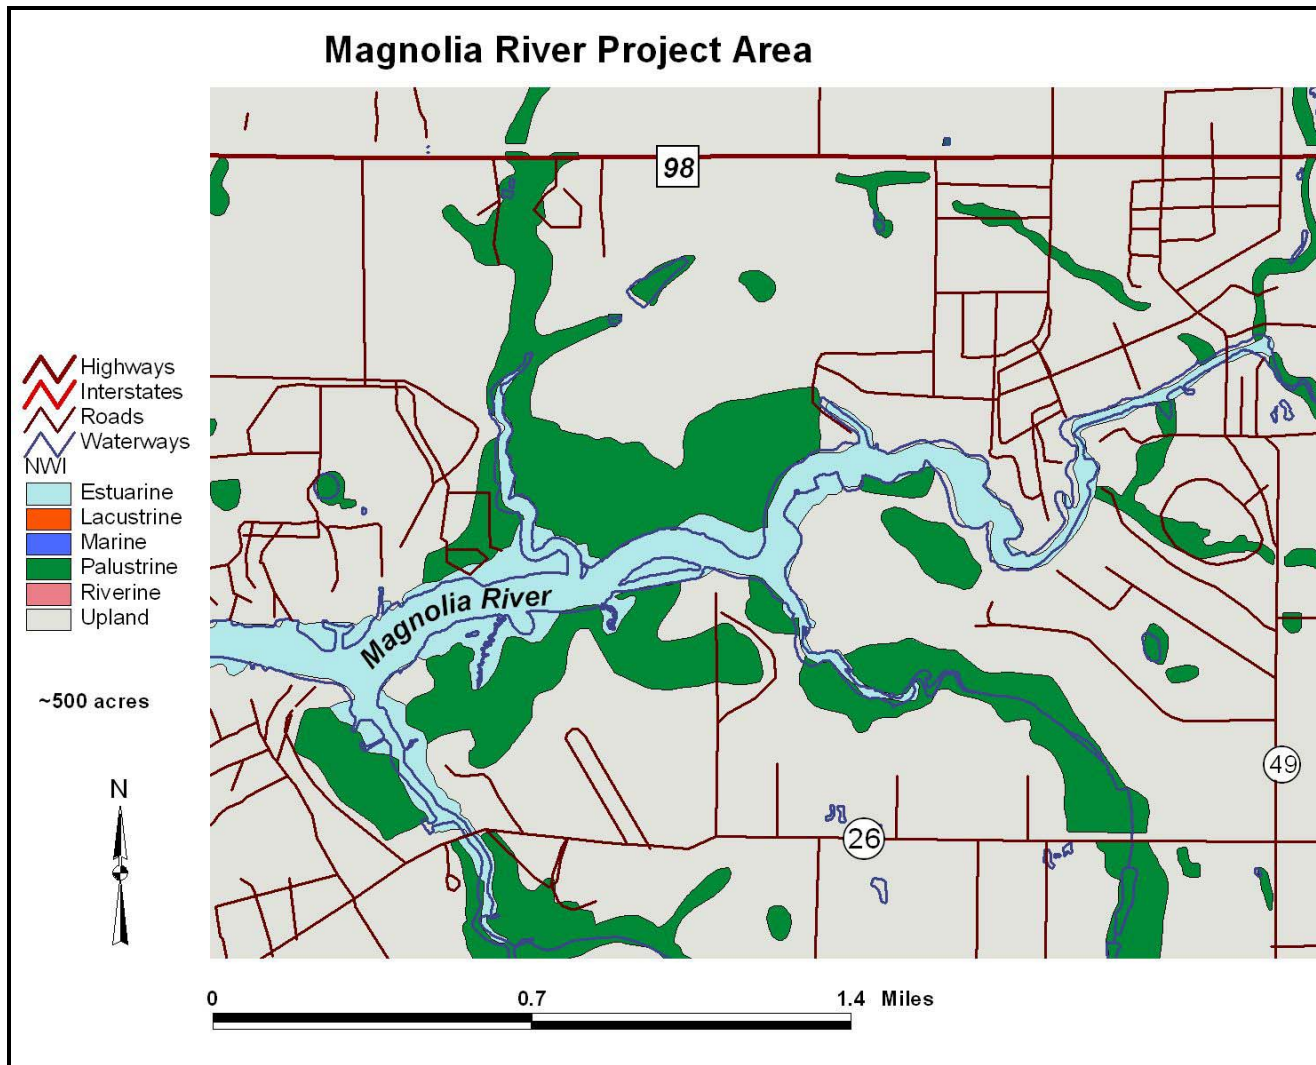 Magnolia River Project Area
98
Highways
Interstates
Roads
Waterways
NWI
Estuarine
Lacustrine
Marine
Palustrine
Riverine
Upland
Magnolia River
~500 acres
49
N
26
0 0.7 1.4 Miles